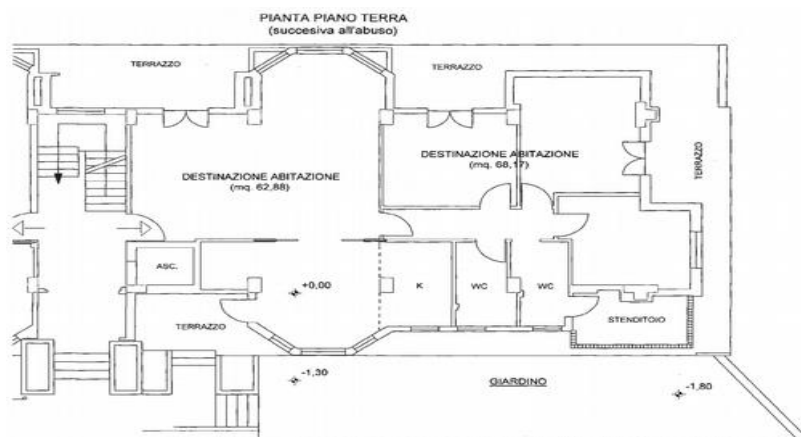 PIANTA PIANO TERRA
(succesiva all'abuso)
TERRAZZO
TERRAZZO
DESTINAZIONE ABITAZIONE
(mq. 62,88)
DESTINAZIONE ABITAZIONE
(mq. 68,17)
TERRAZZO
ASC.
+0,00
K
WC
WC
TERRAZZO
STENDITOIO
-1,30
GIARDINO
-1,80